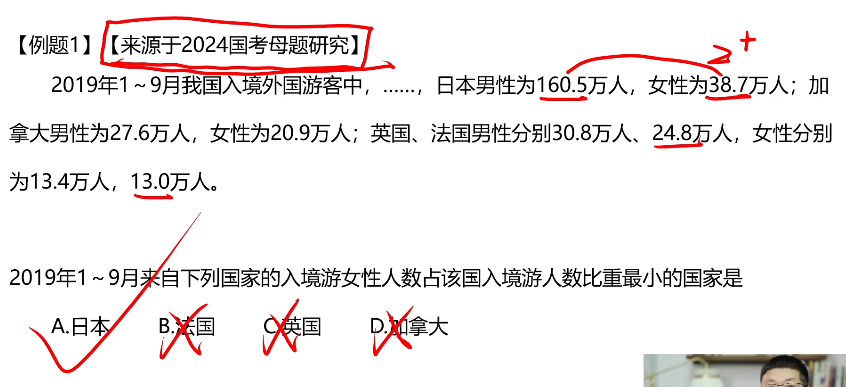 【例题1】【来源于2024国考母题研究】
2+
2019年1～9月我国入境外国游客中，……，日本男性为160.5万人，女性为38.7万人；加
拿大男性为27.6万人，女性为20.9万人；英国、法国男性分别30.8万人、24.8万人，女性分别
为13.4万人，13.0万人。
2019年1～9月来自下列国家的入境游女性人数占该国入境游人数比重最小的国家是
A.日本 B.法国 C.英国 D.加拿大